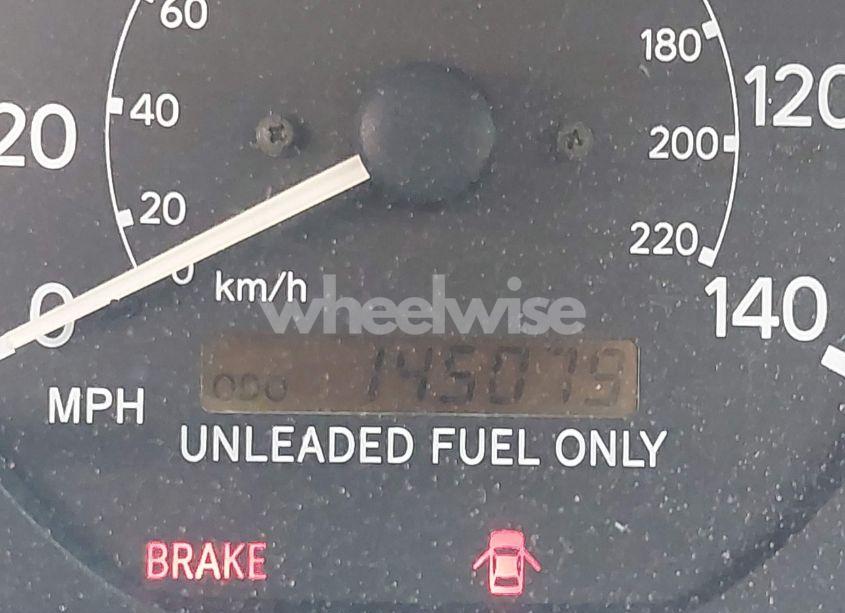 60
180
20
40
120
200
20
220
0
km/h
0
wheelwise
140
ODO 145079
MPH
UNLEADED FUEL ONLY
BRAKE